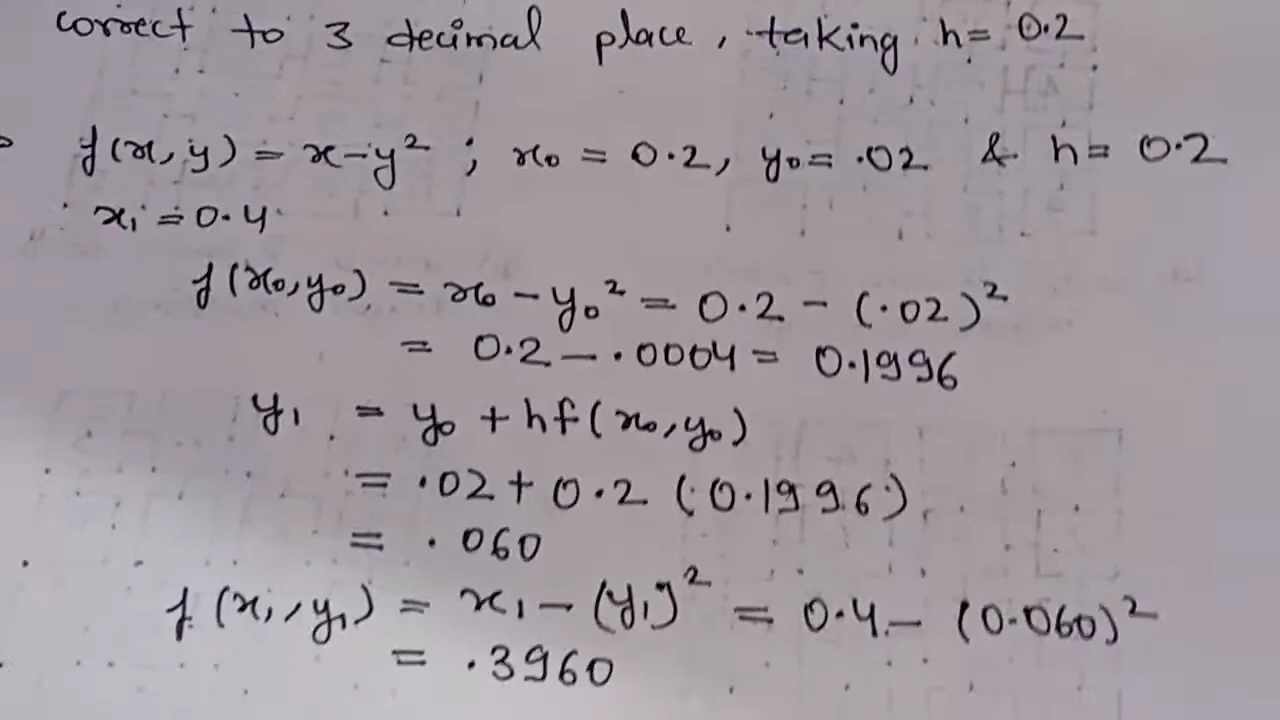 correct to 3 decimal place, taking h= 0.2
f(x, y) = x-y² ; x₀ = 0.2, y₀= .02 & h= 0.2
x₁ = 0.4
f(x₀,y₀) = x₀ - y₀² = 0.2 - (.02)²
= 0.2 - .0004 = 0.1996
y₁ = y₀ + hf(x₀,y₀)
= .02 + 0.2 (0.1996)
= .060
f(x₁,y₁) = x₁ - (y₁)² = 0.4 - (0.060)²
= .3960